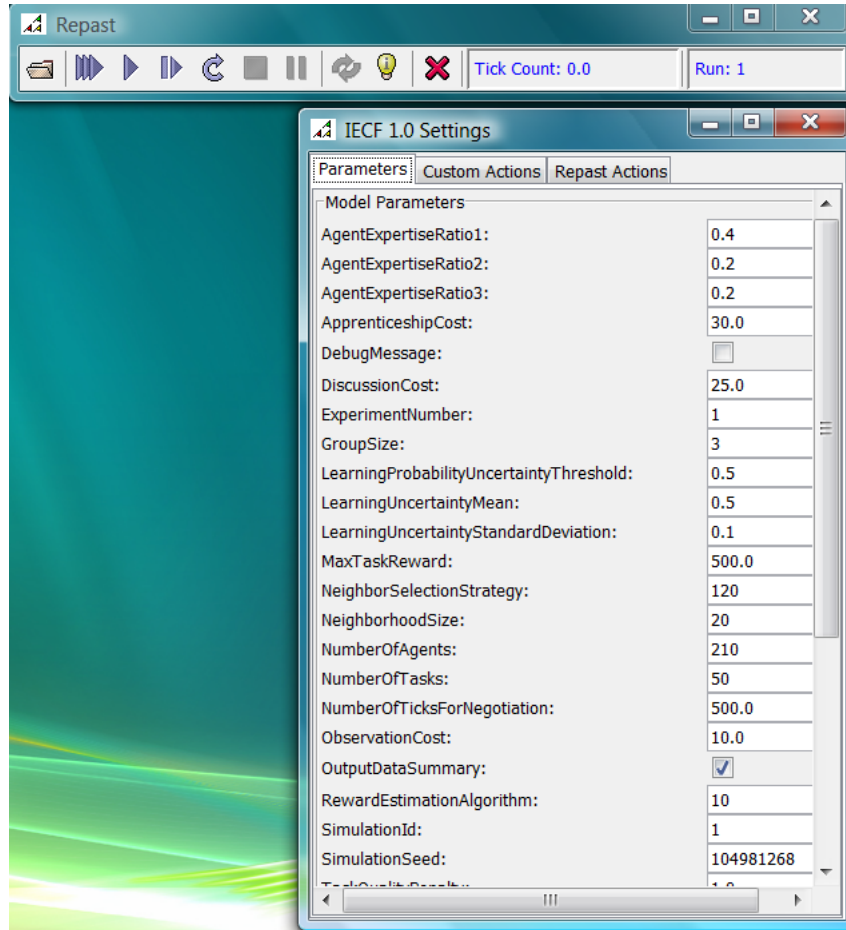 Repast
Tick Count: 0.0
Run: 1
IECF 1.0 Settings
Parameters Custom Actions Repast Actions
Model Parameters
AgentExpertiseRatio1: 0.4
AgentExpertiseRatio2: 0.2
AgentExpertiseRatio3: 0.2
ApprenticeshipCost: 30.0
DebugMessage:
DiscussionCost: 25.0
ExperimentNumber: 1
GroupSize: 3
LearningProbabilityUncertaintyThreshold: 0.5
LearningUncertaintyMean: 0.5
LearningUncertaintyStandardDeviation: 0.1
MaxTaskReward: 500.0
NeighborSelectionStrategy: 120
NeighborhoodSize: 20
NumberOfAgents: 210
NumberOfTasks: 50
NumberOfTicksForNegotiation: 500.0
ObservationCost: 10.0
OutputDataSummary:
RewardEstimationAlgorithm: 10
SimulationId: 1
SimulationSeed: 104981268